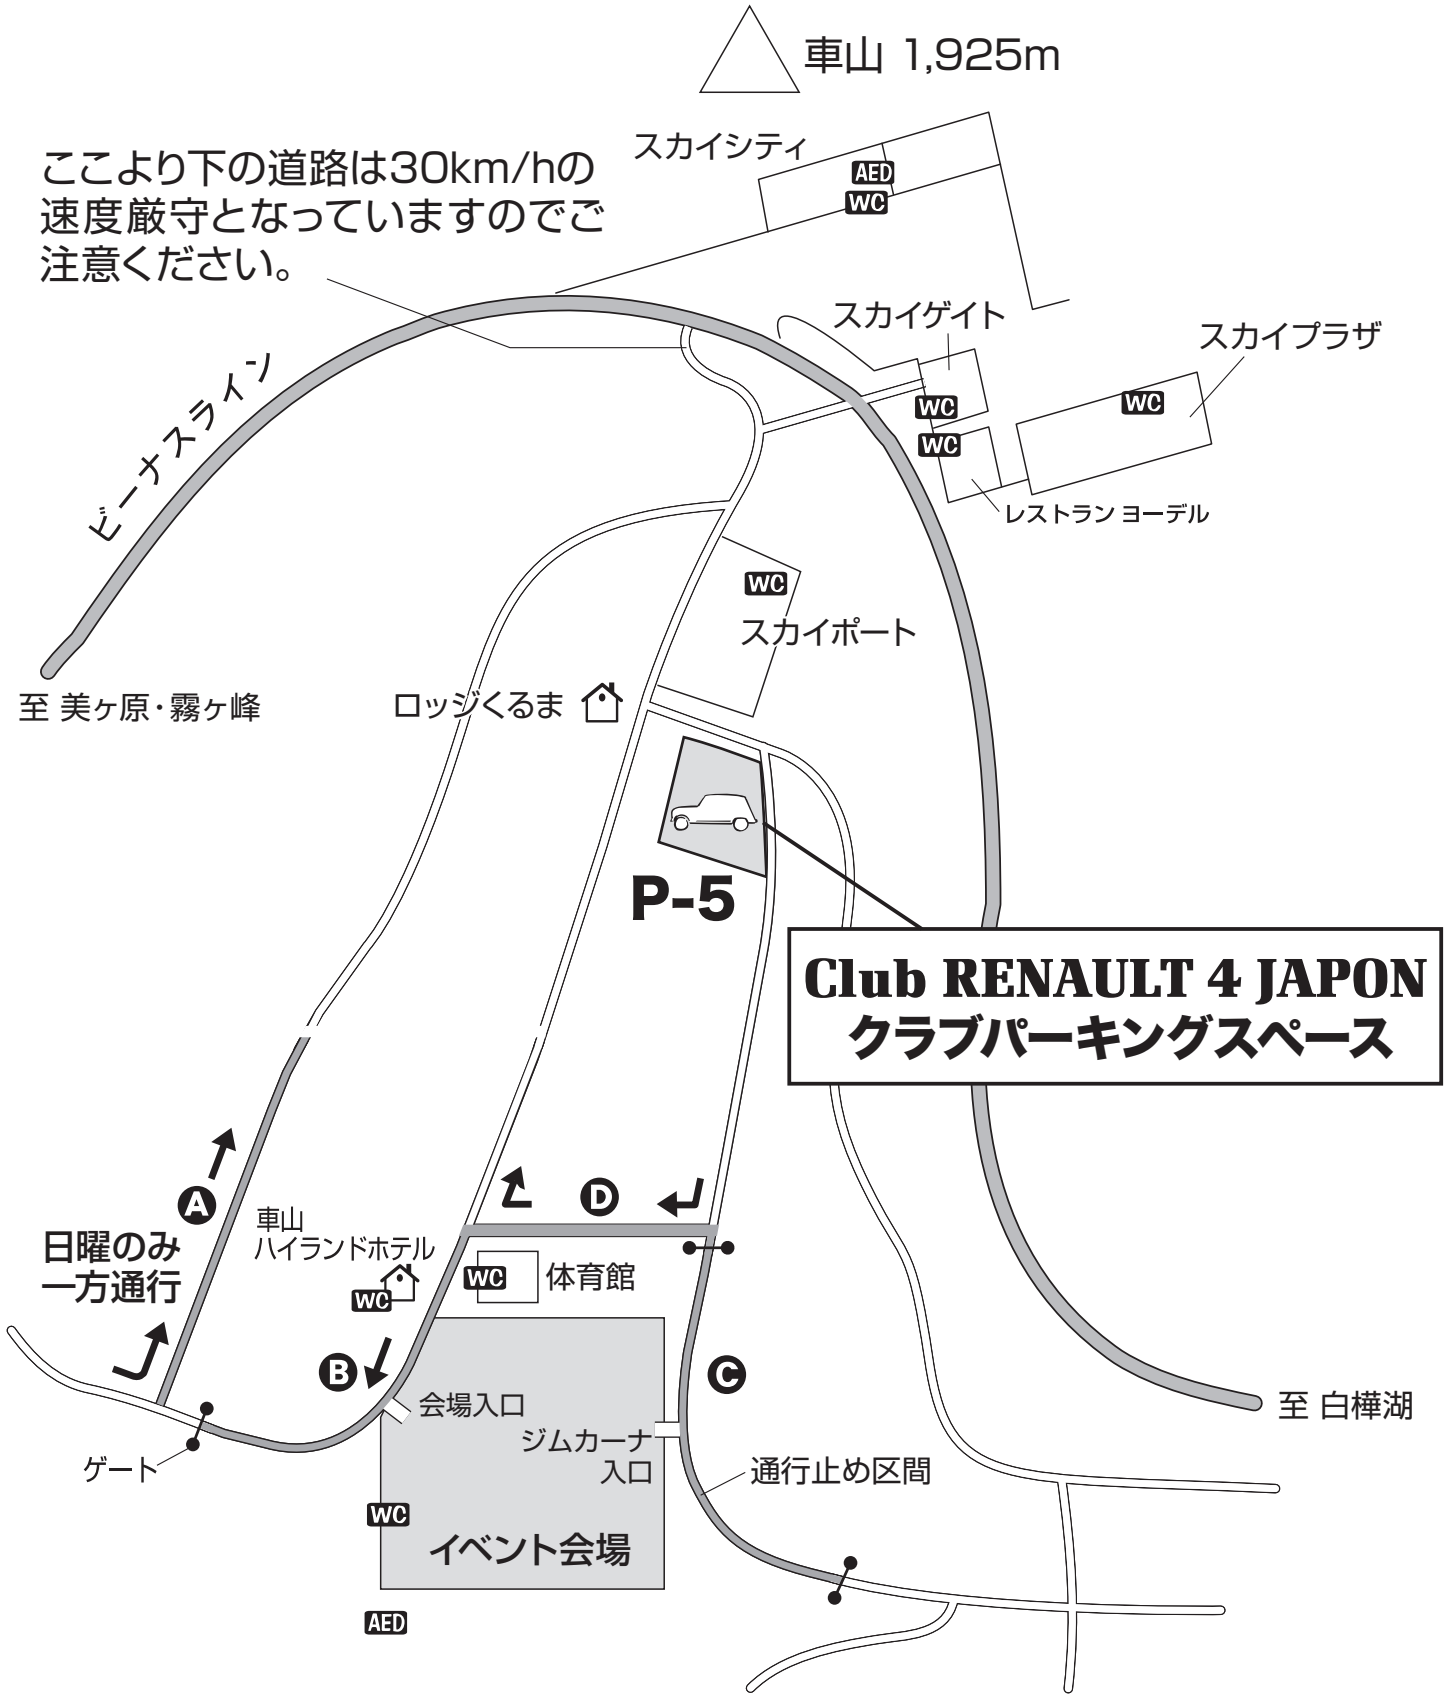 車山 1,925m
スカイシティ
AED
WC
ここより下の道路は30km/hの
速度厳守となっていますのでご
注意ください。
スカイゲイト
スカイプラザ
WC
WC
WC
レストラン ヨーデル
ビーナスライン
WC
スカイポート
至 美ヶ原・霧ヶ峰
ロッジくるま
P-5
Club RENAULT 4 JAPON
クラブパーキングスペース
A
D
日曜のみ
一方通行
車山
ハイランドホテル
WC
WC
体育館
B
C
会場入口
ジムカーナ
入口
至 白樺湖
ゲート
通行止め区間
WC
イベント会場
AED